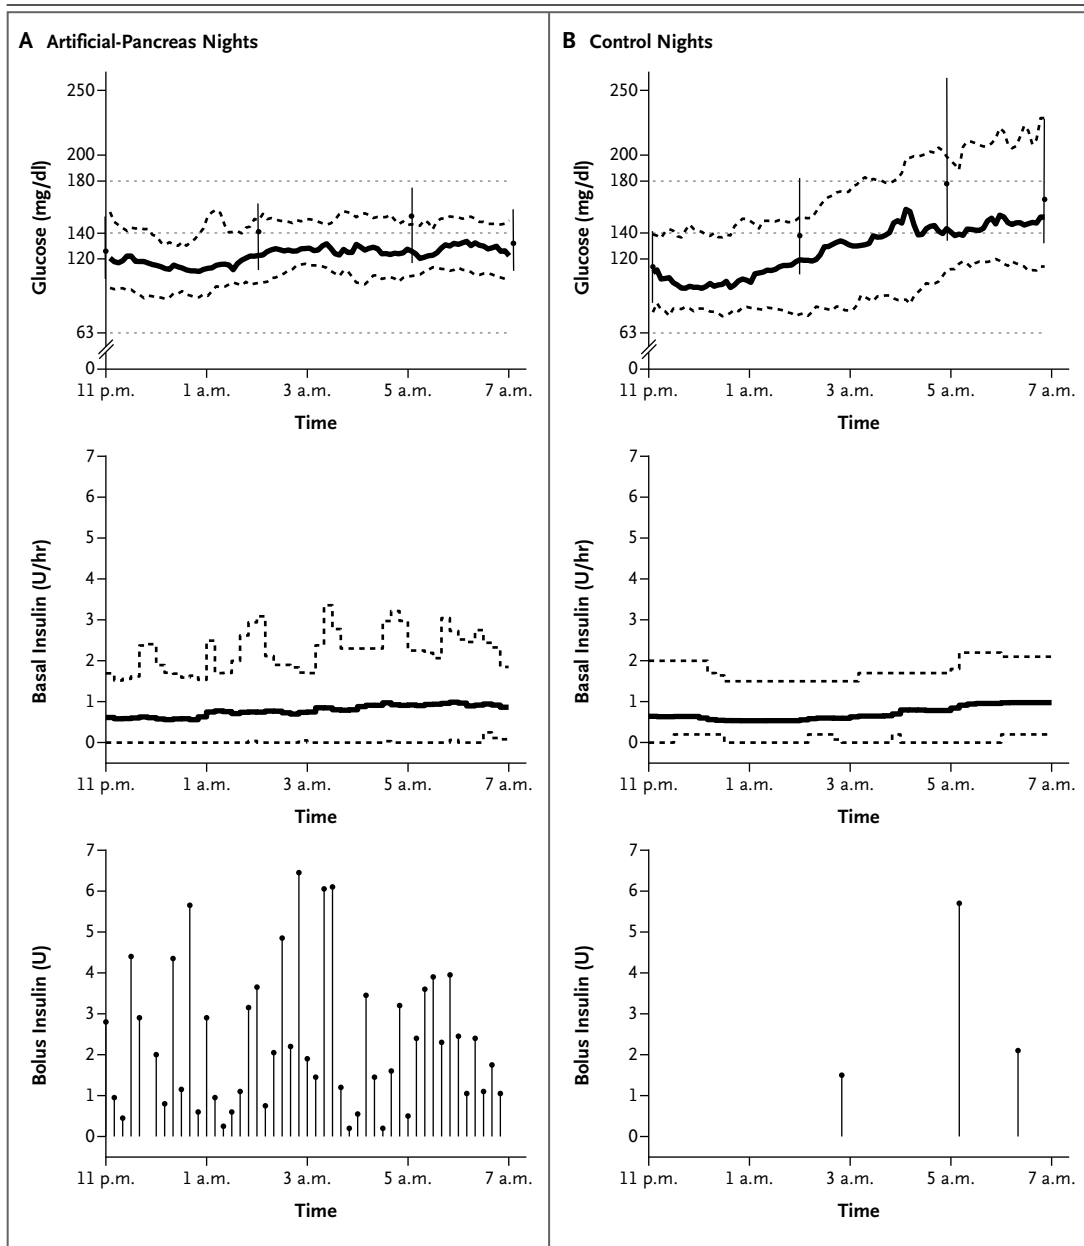 A Artificial-Pancreas Nights
Glucose (mg/dl)
250
200
180
140
120
63
0
11 p.m. 1 a.m. 3 a.m. 5 a.m. 7 a.m.
Time
Basal Insulin (U/hr)
7
6
5
4
3
2
1
0
11 p.m. 1 a.m. 3 a.m. 5 a.m. 7 a.m.
Time
Bolus Insulin (U)
7
6
5
4
3
2
1
0
11 p.m. 1 a.m. 3 a.m. 5 a.m. 7 a.m.
Time
B Control Nights
Glucose (mg/dl)
250
200
180
140
120
63
0
11 p.m. 1 a.m. 3 a.m. 5 a.m. 7 a.m.
Time
Basal Insulin (U/hr)
7
6
5
4
3
2
1
0
11 p.m. 1 a.m. 3 a.m. 5 a.m. 7 a.m.
Time
Bolus Insulin (U)
7
6
5
4
3
2
1
0
11 p.m. 1 a.m. 3 a.m. 5 a.m. 7 a.m.
Time